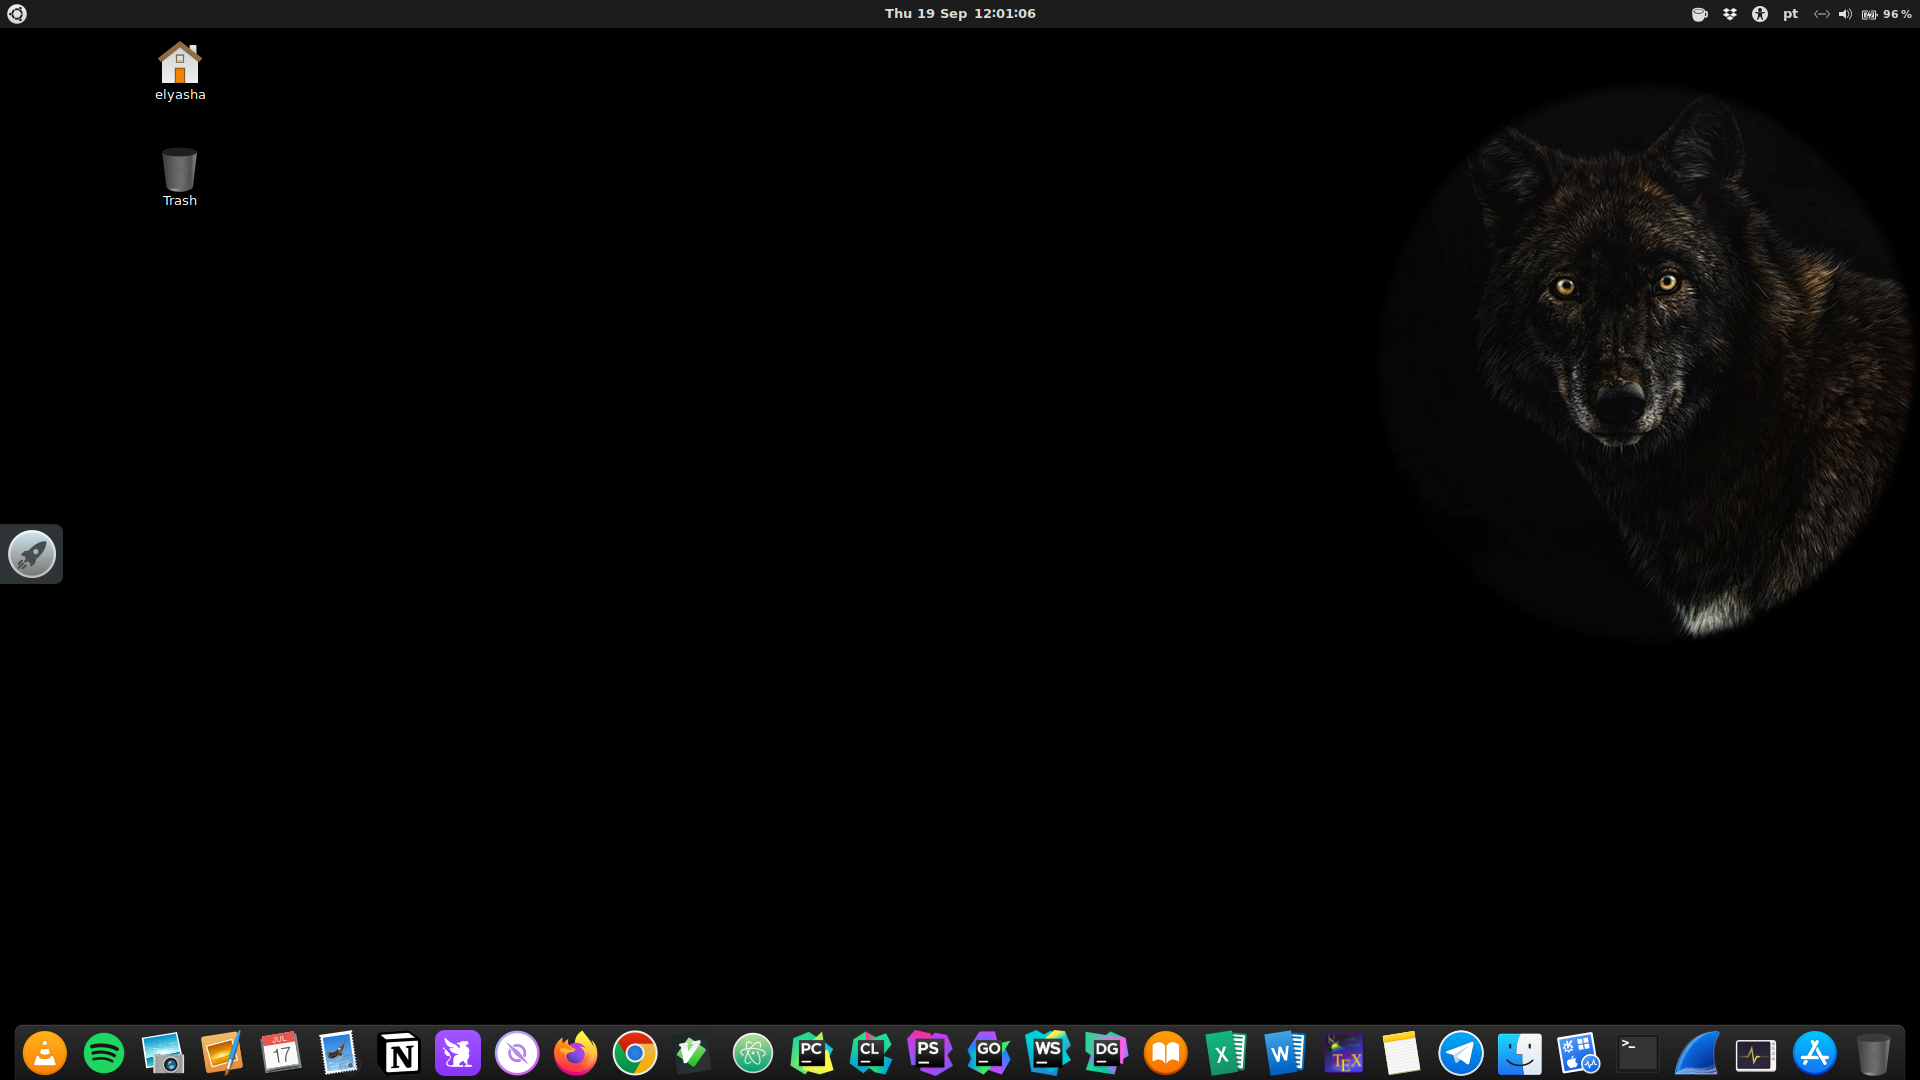 Thu 19 Sep 12:01:06
pt
96 %
elyasha
Trash
JUL
17
N
PC
CL
PS
GO
WS
DG
X
W
TEX
>_